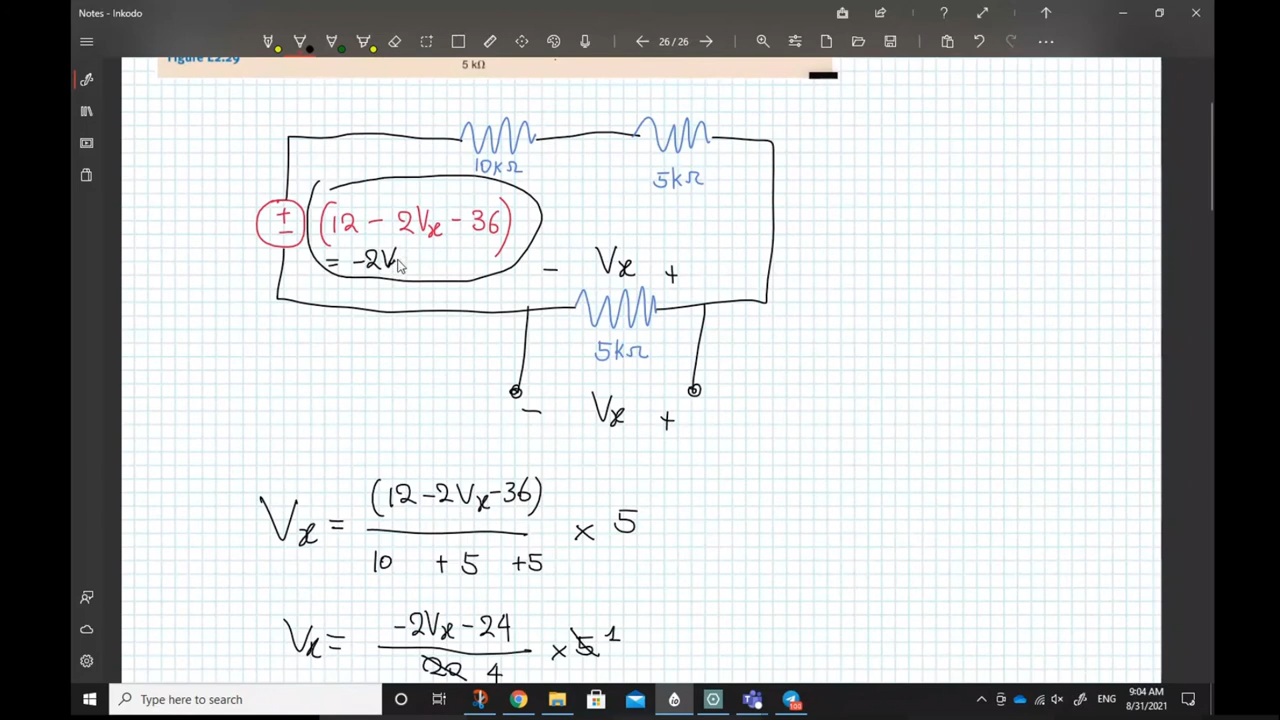 Notes - Inkodo
26/26
Figure E2.29
5 kΩ
10kΩ
5kΩ
+
−
(12 − 2Vx − 36)
= −2V
− Vx +
5kΩ
− Vx +
Vx = (12 −2Vx −36) × 5
10 + 5 +5
Vx = −2Vx −24 × 5 1
20 4
Type here to search
ENG
9:04 AM
8/31/2021